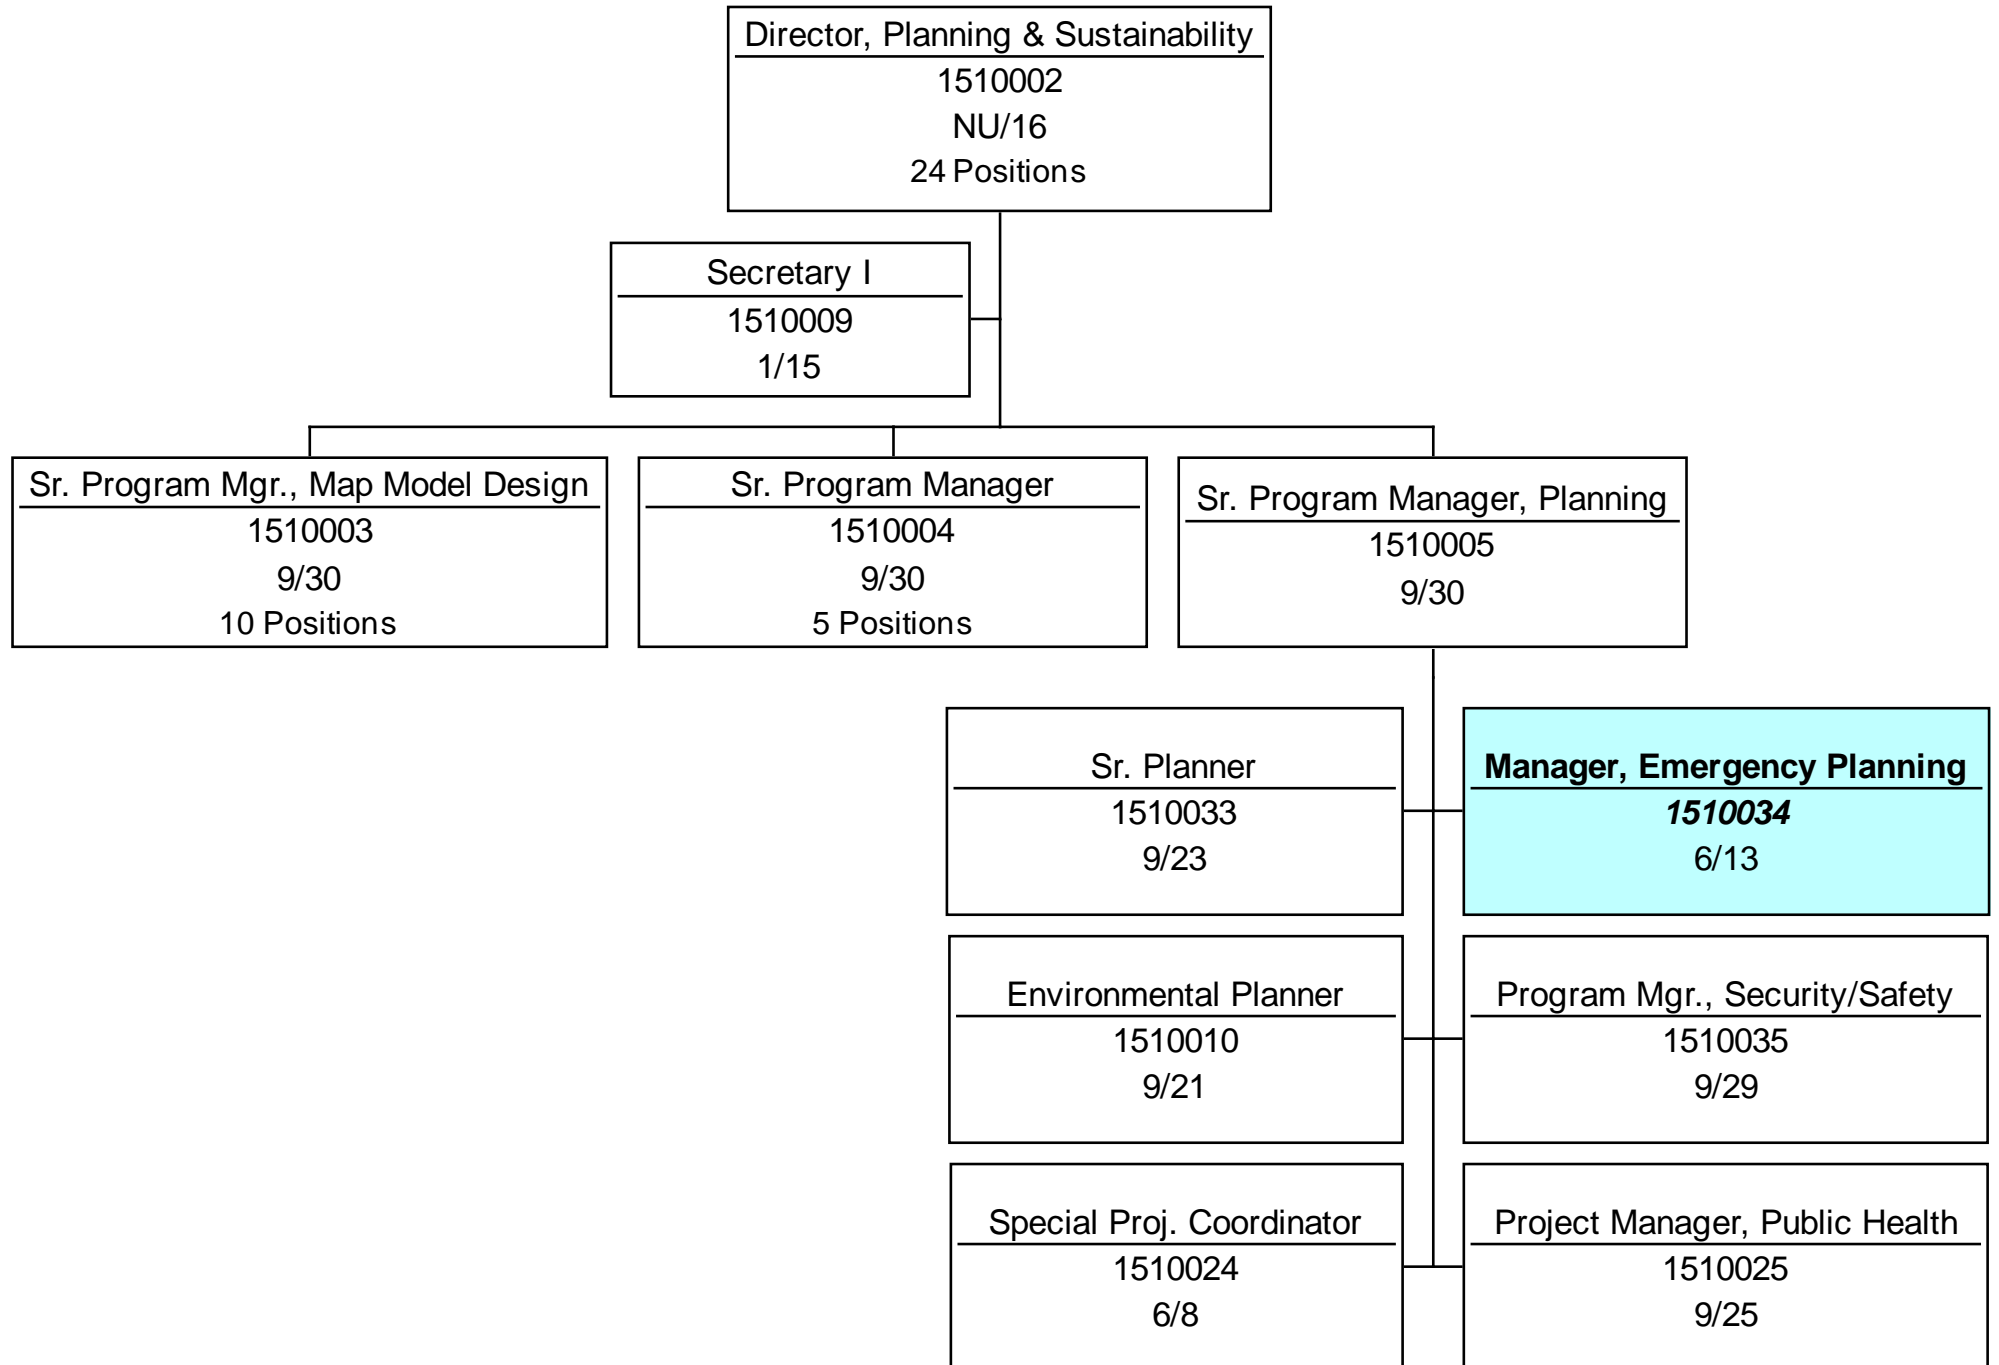 Director, Planning & Sustainability
1510002
NU/16
24 Positions
Secretary I
1510009
1/15
Sr. Program Mgr., Map Model Design
1510003
9/30
10 Positions
Sr. Program Manager
1510004
9/30
5 Positions
Sr. Program Manager, Planning
1510005
9/30
Sr. Planner
1510033
9/23
Manager, Emergency Planning
1510034
6/13
Environmental Planner
1510010
9/21
Program Mgr., Security/Safety
1510035
9/29
Special Proj. Coordinator
1510024
6/8
Project Manager, Public Health
1510025
9/25